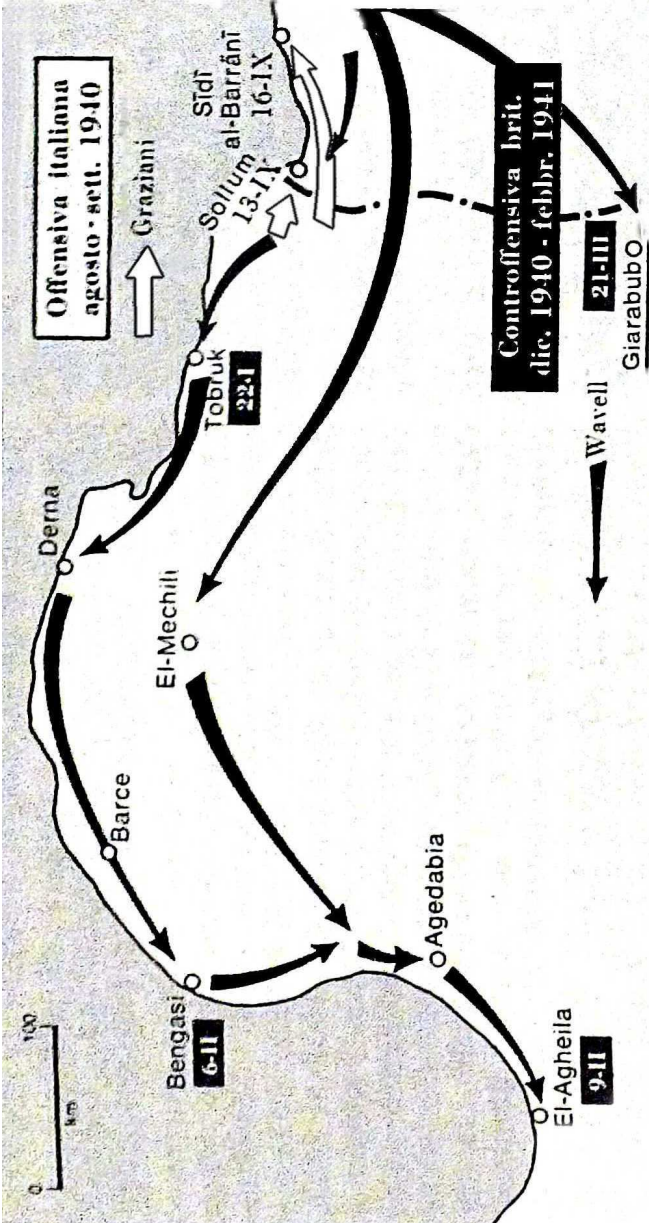 Offensiva italiana
agosto - sett. 1940
Graziani
Sīdī
al-Barrānī
16-IX
Sollum
13-IX
Tobruk
22-I
Derna
El-Mechili
Barce
Bengasi
6-II
Agedabia
El-Agheila
9-II
Controffensiva brit.
dic. 1940 - febbr. 1941
Wavell
21-III
Giarabub
0
100
km